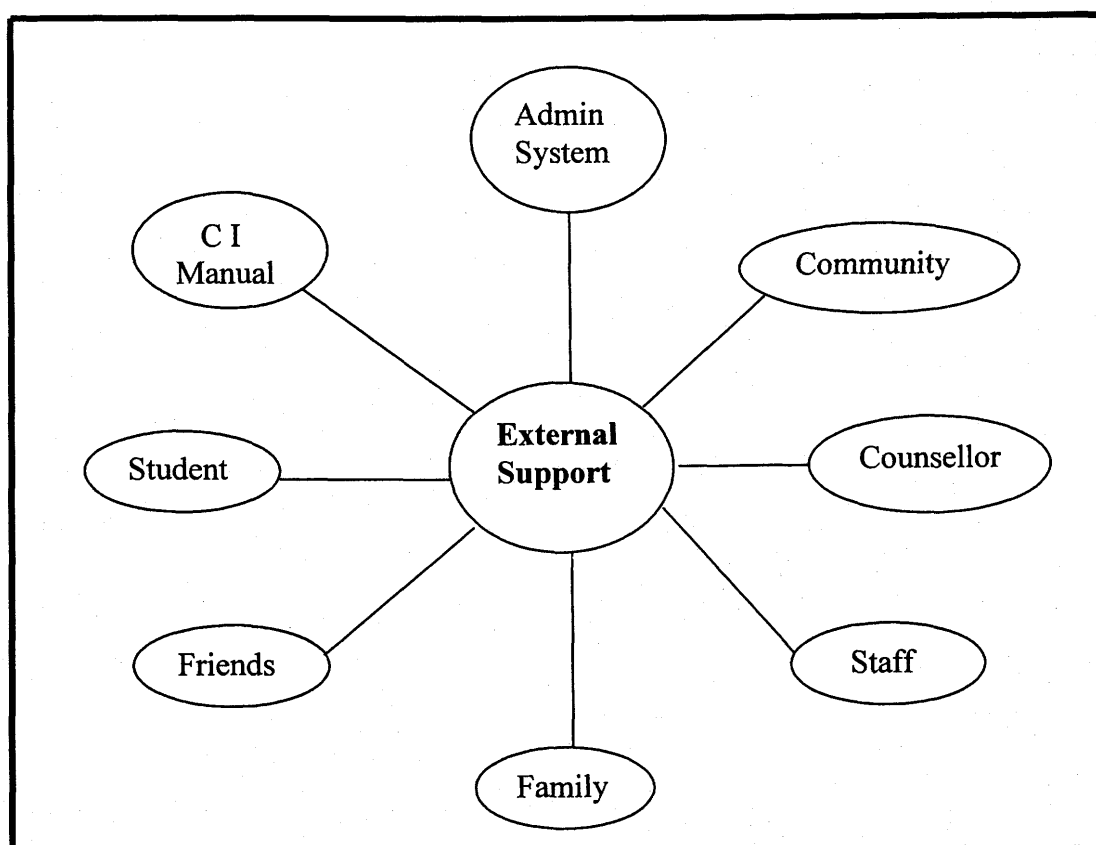 Admin
System
C I
Manual
Community
External
Support
Student
Counsellor
Friends
Staff
Family